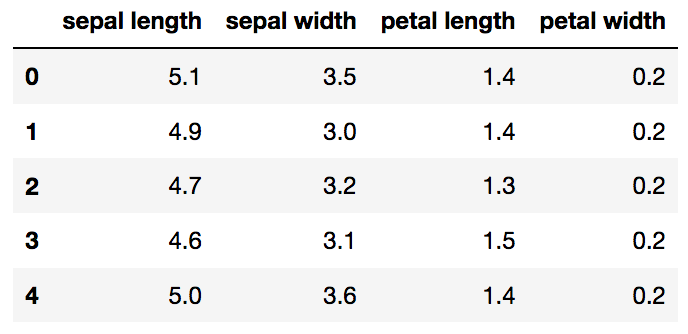 sepal length sepal width petal length petal width
0 5.1 3.5 1.4 0.2
1 4.9 3.0 1.4 0.2
2 4.7 3.2 1.3 0.2
3 4.6 3.1 1.5 0.2
4 5.0 3.6 1.4 0.2